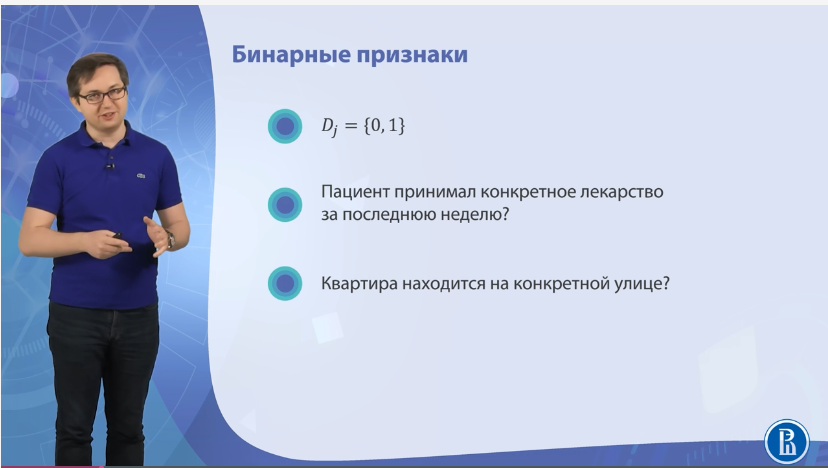 Бинарные признаки
D_j = {0, 1}
Пациент принимал конкретное лекарство
за последнюю неделю?
Квартира находится на конкретной улице?